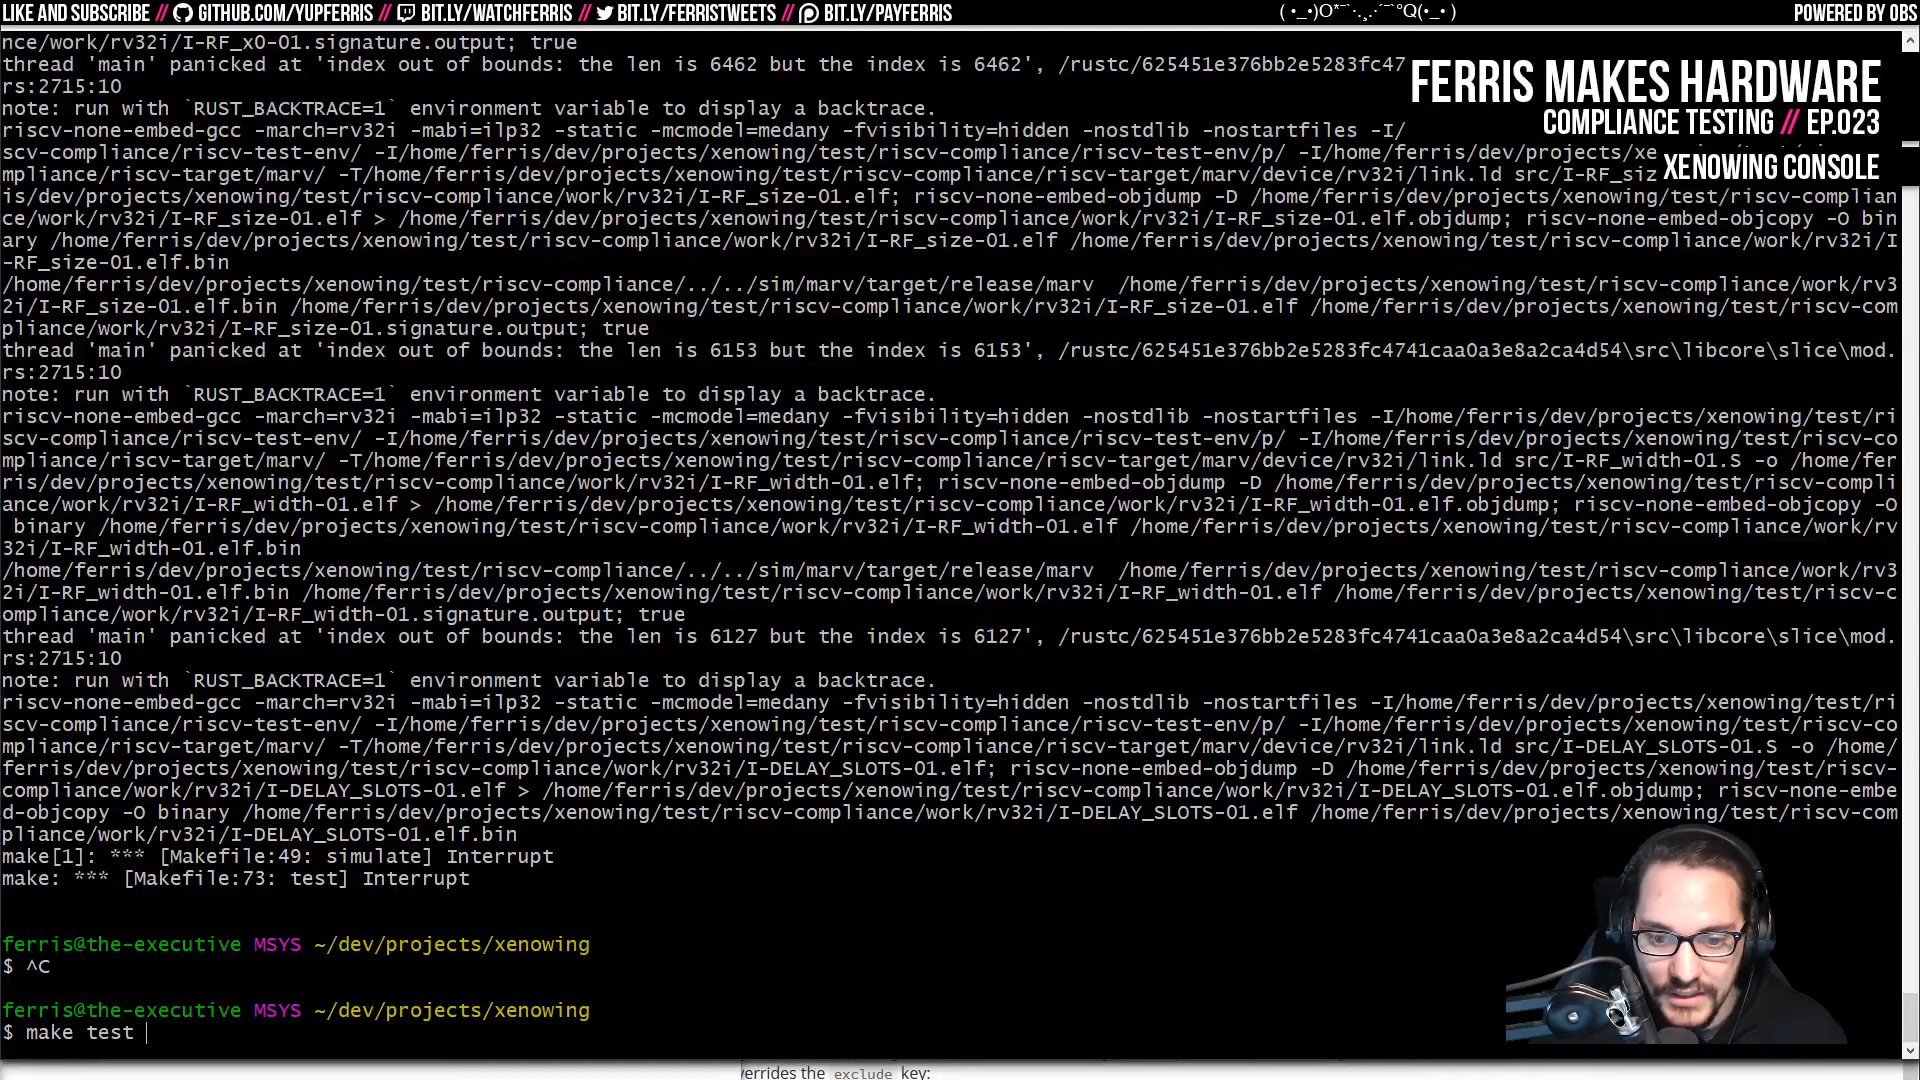 LIKE AND SUBSCRIBE // GITHUB.COM/YUPFERRIS // BIT.LY/WATCHFERRIS // BIT.LY/FERRISTWEETS // BIT.LY/PAYFERRIS
( •_•)O*¯`·.¸.·´¯`°Q(•_• )
POWERED BY OBS
nce/work/rv32i/I-RF_x0-01.signature.output; true
thread 'main' panicked at 'index out of bounds: the len is 6462 but the index is 6462', /rustc/625451e376bb2e5283fc47
rs:2715:10
note: run with `RUST_BACKTRACE=1` environment variable to display a backtrace.
riscv-none-embed-gcc -march=rv32i -mabi=ilp32 -static -mcmodel=medany -fvisibility=hidden -nostdlib -nostartfiles -I/
scv-compliance/riscv-test-env/ -I/home/ferris/dev/projects/xenowing/test/riscv-compliance/riscv-test-env/p/ -I/home/ferris/dev/projects/xe
mpliance/riscv-target/marv/ -T/home/ferris/dev/projects/xenowing/test/riscv-compliance/riscv-target/marv/device/rv32i/link.ld src/I-RF_siz
FERRIS MAKES HARDWARE
COMPLIANCE TESTING // EP.023
XENOWING CONSOLE
is/dev/projects/xenowing/test/riscv-compliance/work/rv32i/I-RF_size-01.elf; riscv-none-embed-objdump -D /home/ferris/dev/projects/xenowing/test/riscv-complian
ce/work/rv32i/I-RF_size-01.elf > /home/ferris/dev/projects/xenowing/test/riscv-compliance/work/rv32i/I-RF_size-01.elf.objdump; riscv-none-embed-objcopy -O bin
ary /home/ferris/dev/projects/xenowing/test/riscv-compliance/work/rv32i/I-RF_size-01.elf /home/ferris/dev/projects/xenowing/test/riscv-compliance/work/rv32i/I
-RF_size-01.elf.bin
/home/ferris/dev/projects/xenowing/test/riscv-compliance/../../sim/marv/target/release/marv  /home/ferris/dev/projects/xenowing/test/riscv-compliance/work/rv3
2i/I-RF_size-01.elf.bin /home/ferris/dev/projects/xenowing/test/riscv-compliance/work/rv32i/I-RF_size-01.elf /home/ferris/dev/projects/xenowing/test/riscv-com
pliance/work/rv32i/I-RF_size-01.signature.output; true
thread 'main' panicked at 'index out of bounds: the len is 6153 but the index is 6153', /rustc/625451e376bb2e5283fc4741caa0a3e8a2ca4d54\src\libcore\slice\mod.
rs:2715:10
note: run with `RUST_BACKTRACE=1` environment variable to display a backtrace.
riscv-none-embed-gcc -march=rv32i -mabi=ilp32 -static -mcmodel=medany -fvisibility=hidden -nostdlib -nostartfiles -I/home/ferris/dev/projects/xenowing/test/ri
scv-compliance/riscv-test-env/ -I/home/ferris/dev/projects/xenowing/test/riscv-compliance/riscv-test-env/p/ -I/home/ferris/dev/projects/xenowing/test/riscv-co
mpliance/riscv-target/marv/ -T/home/ferris/dev/projects/xenowing/test/riscv-compliance/riscv-target/marv/device/rv32i/link.ld src/I-RF_width-01.S -o /home/fer
ris/dev/projects/xenowing/test/riscv-compliance/work/rv32i/I-RF_width-01.elf; riscv-none-embed-objdump -D /home/ferris/dev/projects/xenowing/test/riscv-compli
ance/work/rv32i/I-RF_width-01.elf > /home/ferris/dev/projects/xenowing/test/riscv-compliance/work/rv32i/I-RF_width-01.elf.objdump; riscv-none-embed-objcopy -O
 binary /home/ferris/dev/projects/xenowing/test/riscv-compliance/work/rv32i/I-RF_width-01.elf /home/ferris/dev/projects/xenowing/test/riscv-compliance/work/rv
32i/I-RF_width-01.elf.bin
/home/ferris/dev/projects/xenowing/test/riscv-compliance/../../sim/marv/target/release/marv  /home/ferris/dev/projects/xenowing/test/riscv-compliance/work/rv3
2i/I-RF_width-01.elf.bin /home/ferris/dev/projects/xenowing/test/riscv-compliance/work/rv32i/I-RF_width-01.elf /home/ferris/dev/projects/xenowing/test/riscv-c
ompliance/work/rv32i/I-RF_width-01.signature.output; true
thread 'main' panicked at 'index out of bounds: the len is 6127 but the index is 6127', /rustc/625451e376bb2e5283fc4741caa0a3e8a2ca4d54\src\libcore\slice\mod.
rs:2715:10
note: run with `RUST_BACKTRACE=1` environment variable to display a backtrace.
riscv-none-embed-gcc -march=rv32i -mabi=ilp32 -static -mcmodel=medany -fvisibility=hidden -nostdlib -nostartfiles -I/home/ferris/dev/projects/xenowing/test/ri
scv-compliance/riscv-test-env/ -I/home/ferris/dev/projects/xenowing/test/riscv-compliance/riscv-test-env/p/ -I/home/ferris/dev/projects/xenowing/test/riscv-co
mpliance/riscv-target/marv/ -T/home/ferris/dev/projects/xenowing/test/riscv-compliance/riscv-target/marv/device/rv32i/link.ld src/I-DELAY_SLOTS-01.S -o /home/
ferris/dev/projects/xenowing/test/riscv-compliance/work/rv32i/I-DELAY_SLOTS-01.elf; riscv-none-embed-objdump -D /home/ferris/dev/projects/xenowing/test/riscv-
compliance/work/rv32i/I-DELAY_SLOTS-01.elf > /home/ferris/dev/projects/xenowing/test/riscv-compliance/work/rv32i/I-DELAY_SLOTS-01.elf.objdump; riscv-none-embe
d-objcopy -O binary /home/ferris/dev/projects/xenowing/test/riscv-compliance/work/rv32i/I-DELAY_SLOTS-01.elf /home/ferris/dev/projects/xenowing/test/riscv-com
pliance/work/rv32i/I-DELAY_SLOTS-01.elf.bin
make[1]: *** [Makefile:49: simulate] Interrupt
make: *** [Makefile:73: test] Interrupt
ferris@the-executive MSYS ~/dev/projects/xenowing
$ ^C
ferris@the-executive MSYS ~/dev/projects/xenowing
$ make test
verrides the exclude key: